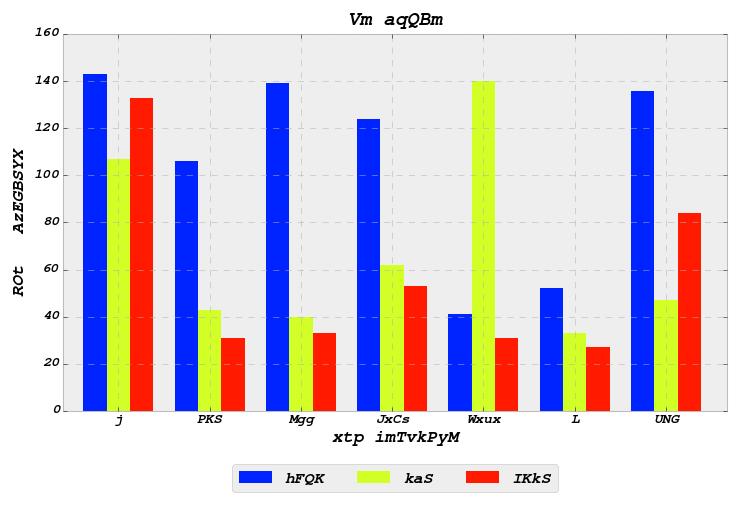 Vm aqQBm
160
140
120
100
80
60
40
20
0
ROt AzEGBSYX
j PKS Mgg JxCs Wxux L UNG
xtp imTvkPyM
hFQK kaS IKkS